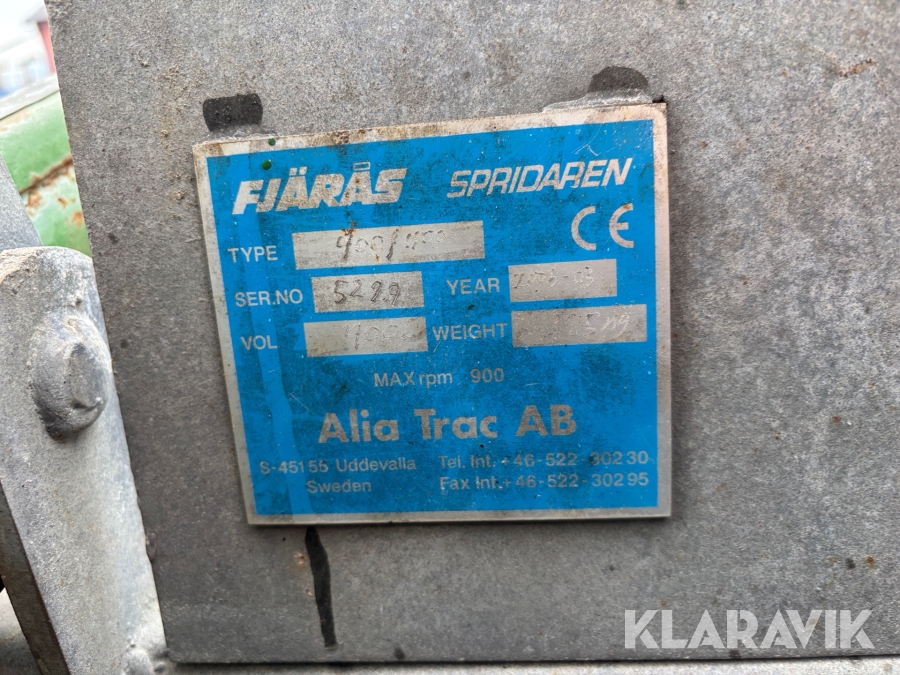 FJÄRÅS SPRIDAREN
CE
TYPE
SER.NO 5299 YEAR
VOL WEIGHT
MAX rpm 900
Alia Trac AB
S-451 55 Uddevalla Tel. Int. +46-522-302 30
Sweden Fax Int.+46-522-302 95
KLARAVIK